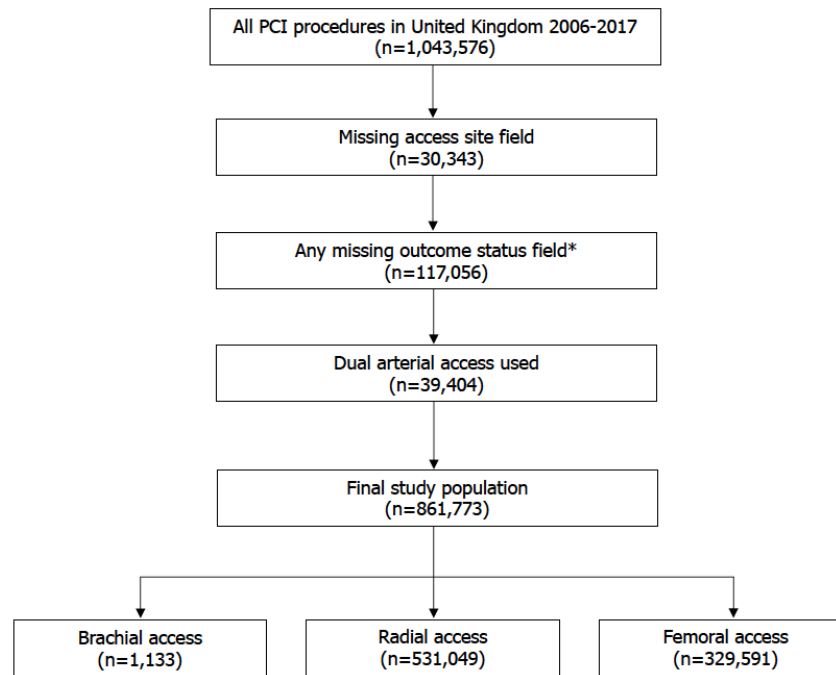 All PCI procedures in United Kingdom 2006-2017
(n=1,043,576)
Missing access site field
(n=30,343)
Any missing outcome status field*
(n=117,056)
Dual arterial access used
(n=39,404)
Final study population
(n=861,773)
Brachial access
(n=1,133)
Radial access
(n=531,049)
Femoral access
(n=329,591)